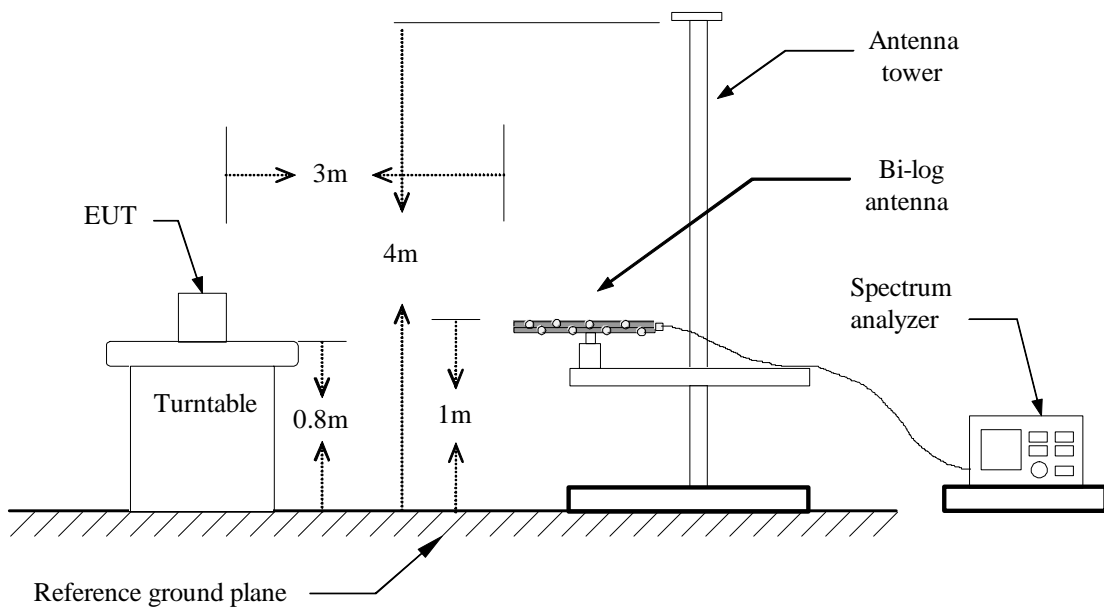 Antenna
tower
3m
Bi-log
antenna
EUT
4m
Spectrum
analyzer
Turntable
0.8m
1m
Reference ground plane